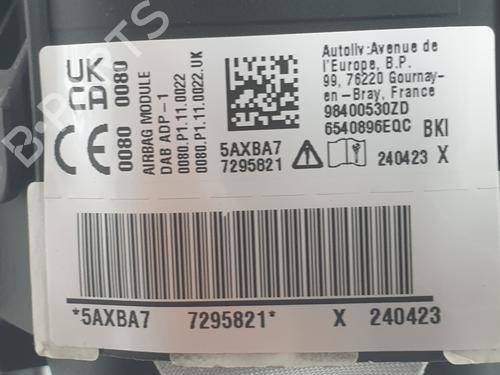 UK
CA
0080
0080
CE
0080
0080
AIRBAG MODULE
DAB ADP-1
0080.P1.11.0022
0080.P1.11.0022.UK
Autoliv:Avenue de
l'Europe, B.P.
99, 76220 Gournay-
en-Bray, France
98400530ZD
6540896EQC BKI
5AXBA7
7295821
240423 X
*5AXBA7 7295821* X 240423
B-PARTS